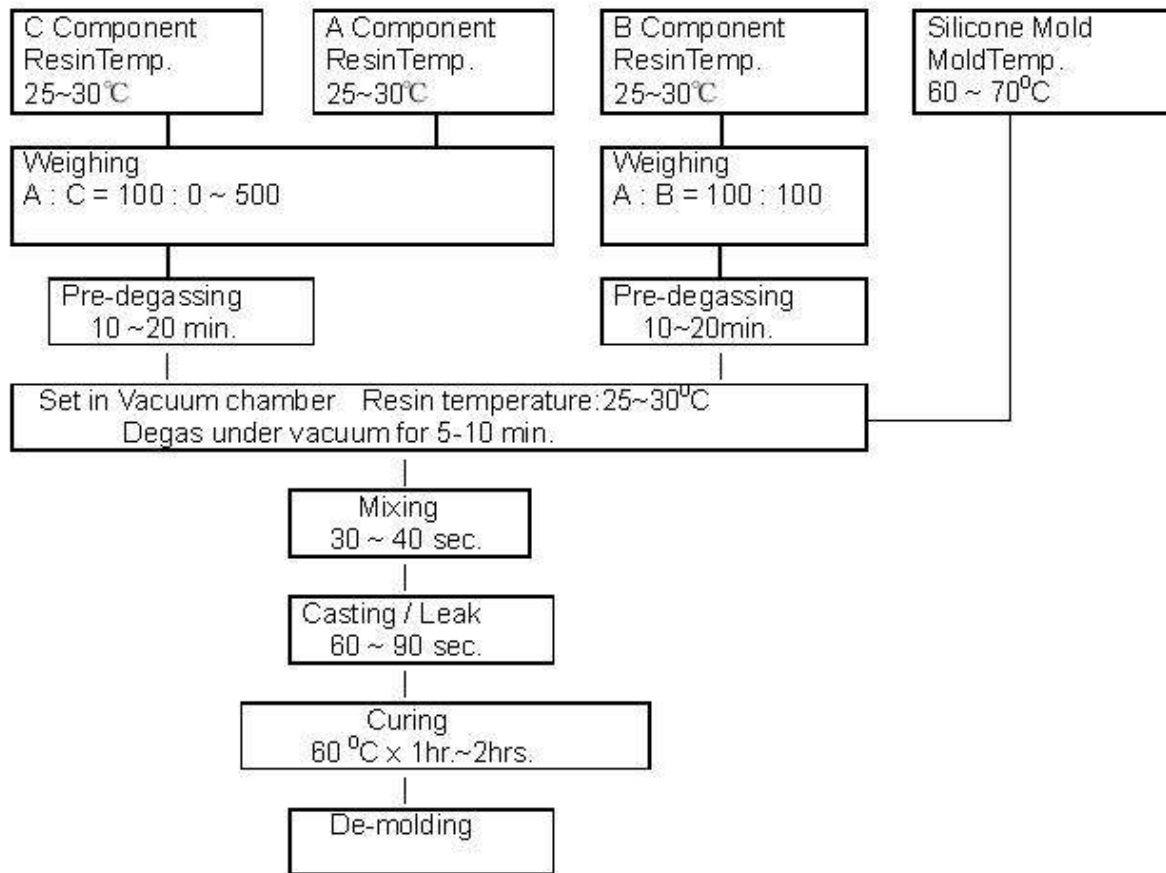 C Component
ResinTemp.
25~30℃
A Component
ResinTemp.
25~30℃
B Component
ResinTemp.
25~30℃
Silicone Mold
MoldTemp.
60 ~ 70⁰C
Weighing
A : C = 100 : 0 ~ 500
Weighing
A : B = 100 : 100
Pre-degassing
10 ~20 min.
Pre-degassing
10~20min.
Set in Vacuum chamber Resin temperature:25~30⁰C
Degas under vacuum for 5-10 min.
Mixing
30 ~ 40 sec.
Casting / Leak
60 ~ 90 sec.
Curing
60 ⁰C x 1hr.~2hrs.
De-molding